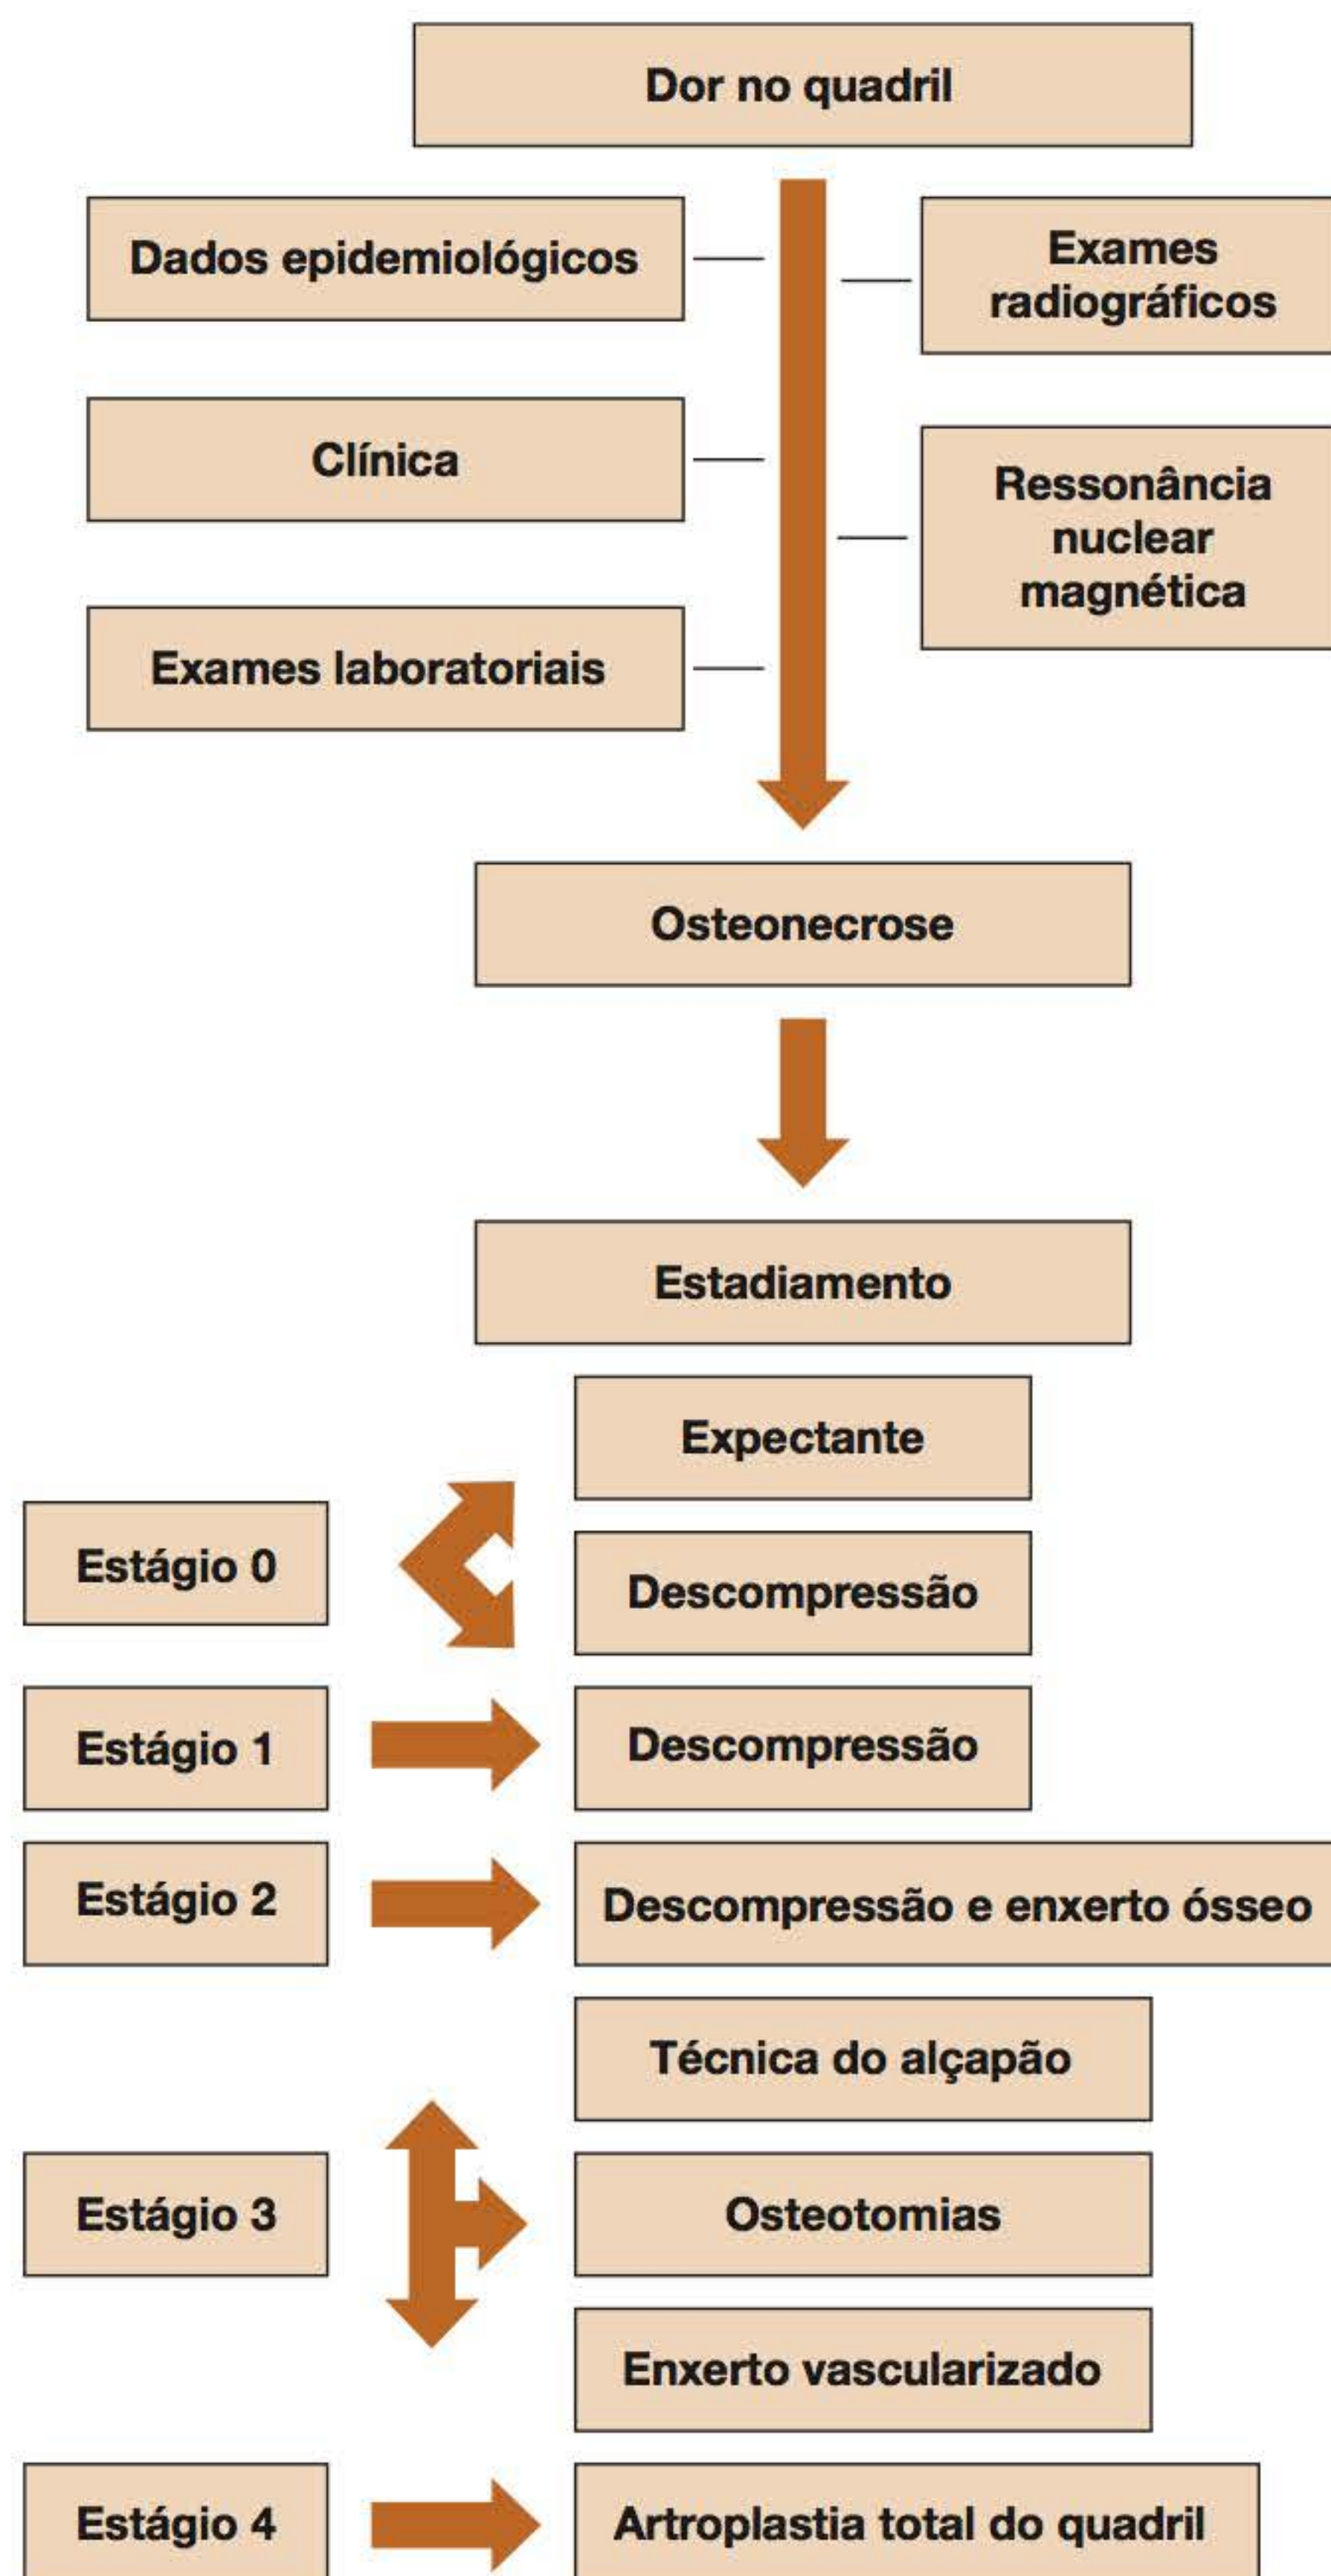 Dor no quadril
Dados epidemiológicos
Exames
radiográficos
Clínica
Ressonância
nuclear
magnética
Exames laboratoriais
Osteonecrose
Estadiamento
Expectante
Estágio 0
Descompressão
Estágio 1
Descompressão
Estágio 2
Descompressão e enxerto ósseo
Técnica do alçapão
Estágio 3
Osteotomias
Enxerto vascularizado
Estágio 4
Artroplastia total do quadril